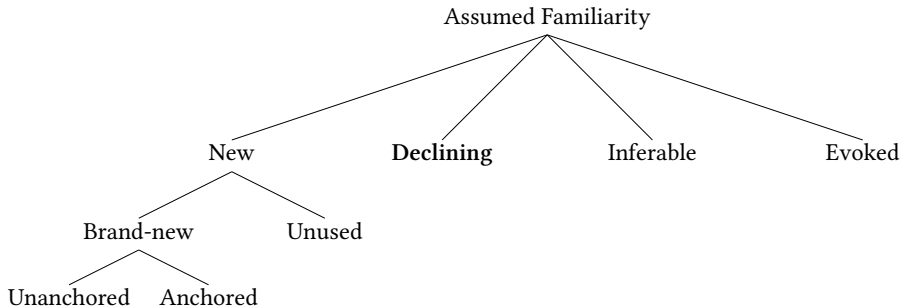 Assumed Familiarity
New Declining Inferable Evoked
Brand-new Unused
Unanchored Anchored